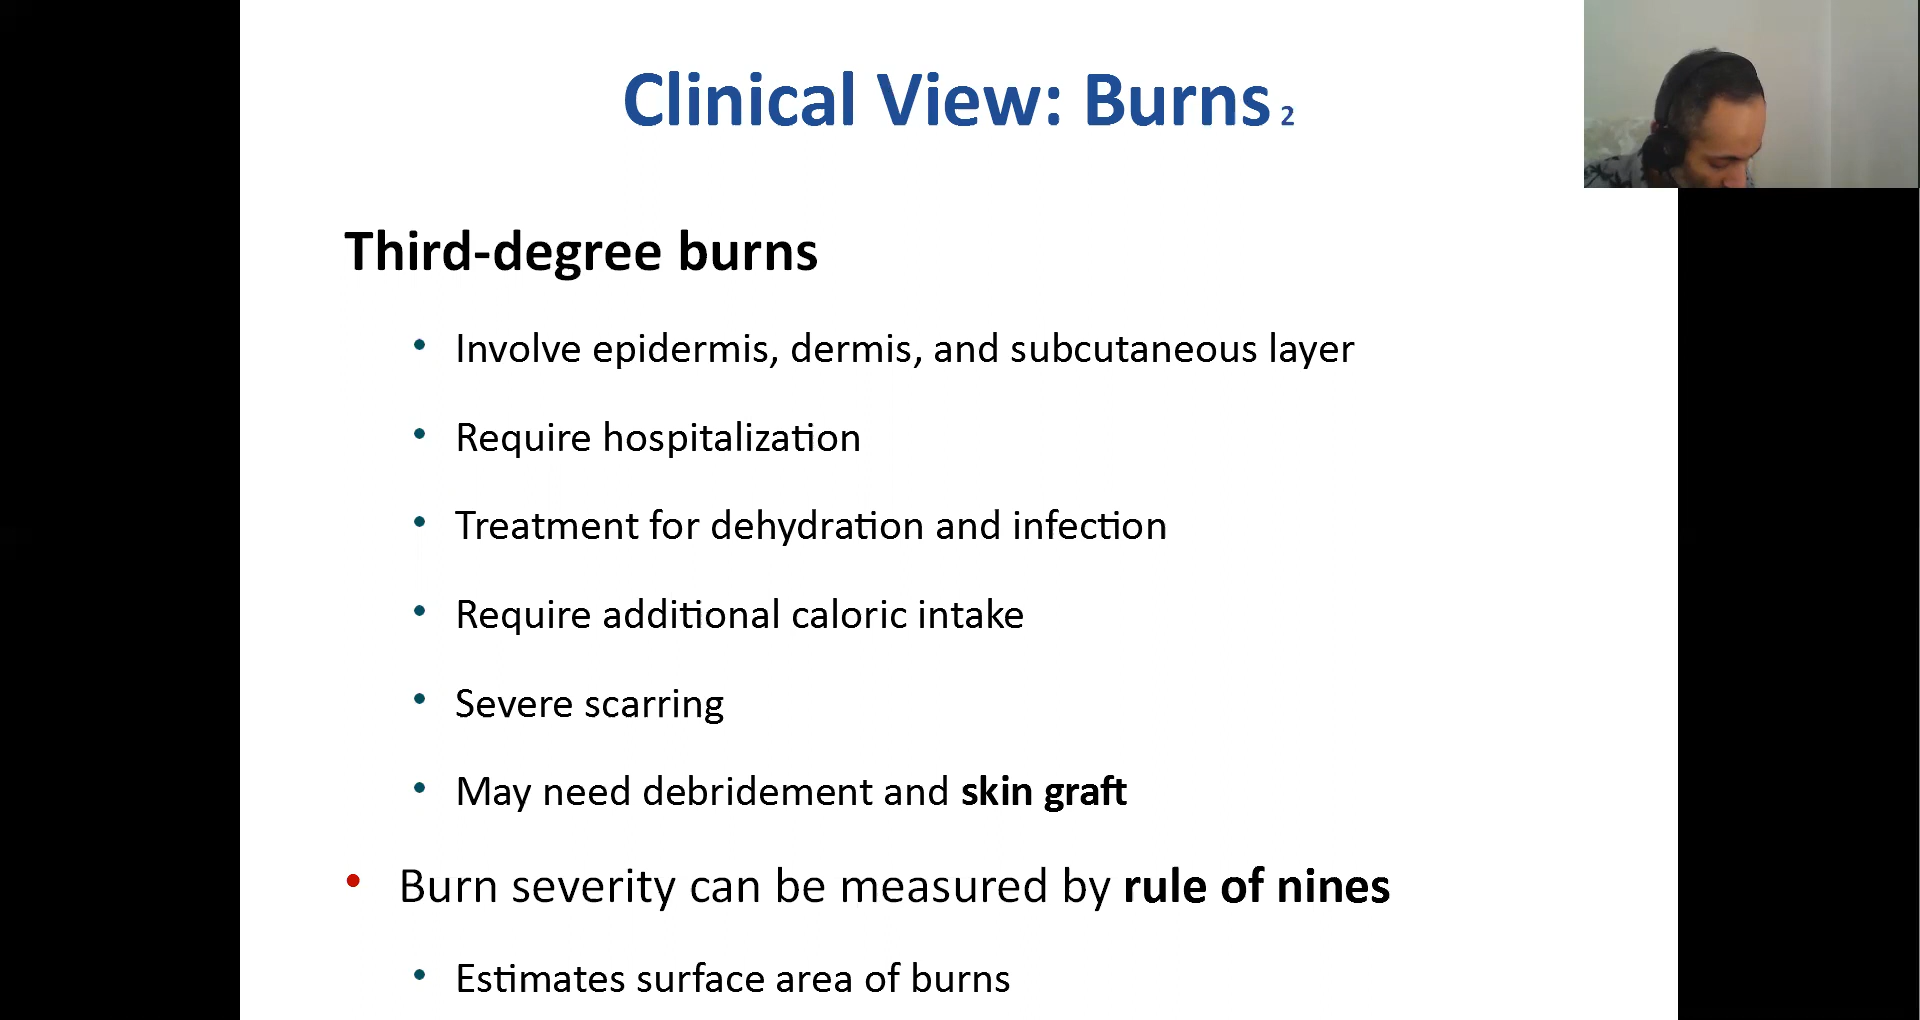 Clinical View: Burns 2
Third-degree burns
• Involve epidermis, dermis, and subcutaneous layer
• Require hospitalization
• Treatment for dehydration and infection
• Require additional caloric intake
• Severe scarring
• May need debridement and skin graft
• Burn severity can be measured by rule of nines
• Estimates surface area of burns